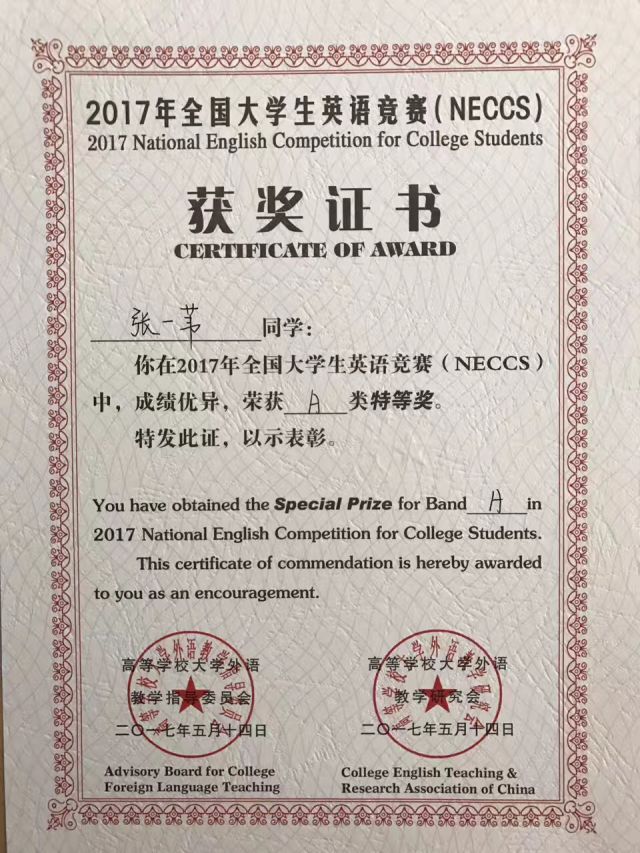 2017年全国大学生英语竞赛(NECCS)
2017 National English Competition for College Students
获奖证书
CERTIFICATE OF AWARD
张一苇 同学:
你在2017年全国大学生英语竞赛(NECCS)
中，成绩优异，荣获 A 类特等奖。
特发此证，以示表彰。
You have obtained the Special Prize for Band A in
2017 National English Competition for College Students.
This certificate of commendation is hereby awarded
to you as an encouragement.
高等学校大学外语
教学指导委员会
二〇一七年五月十四日
Advisory Board for College
Foreign Language Teaching
高等学校大学外语
教学研究会
二〇一七年五月十四日
College English Teaching &
Research Association of China